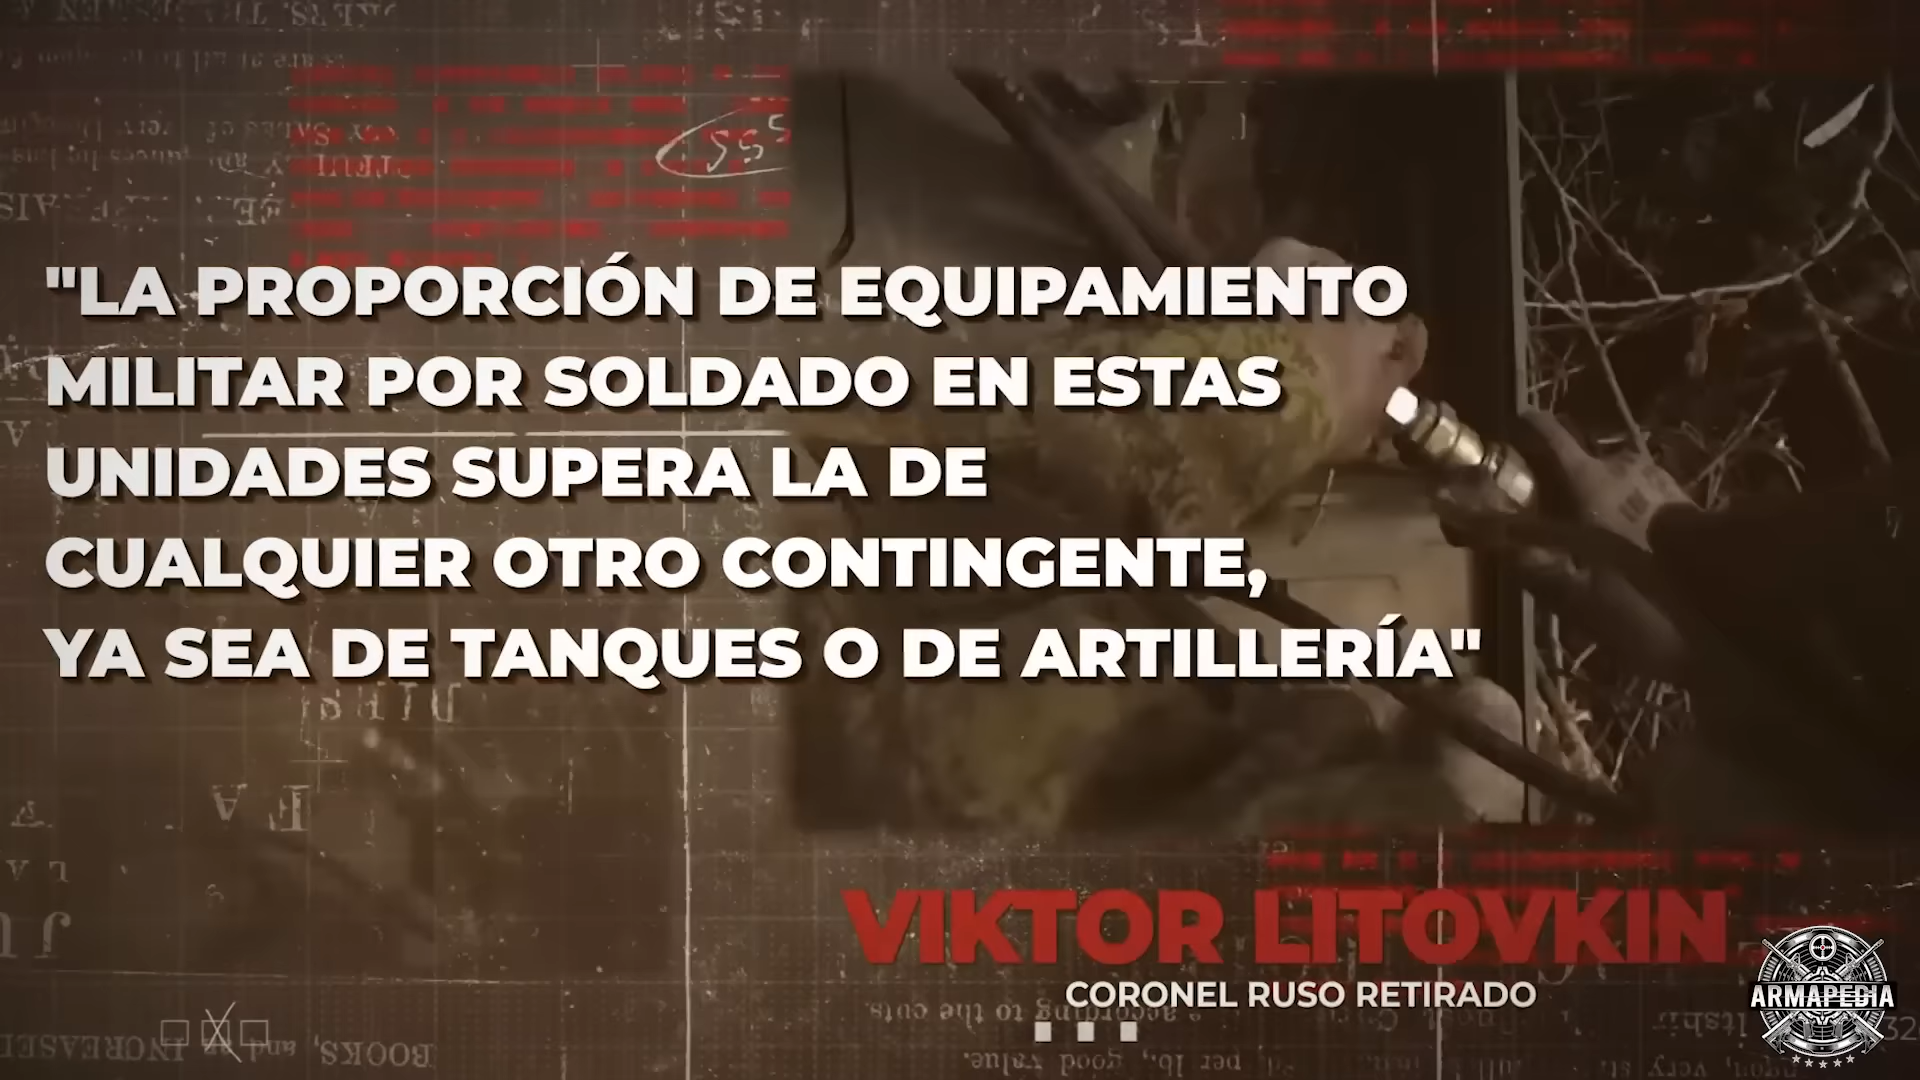 "LA PROPORCIÓN DE EQUIPAMIENTO
MILITAR POR SOLDADO EN ESTAS
UNIDADES SUPERA LA DE
CUALQUIER OTRO CONTINGENTE,
YA SEA DE TANQUES O DE ARTILLERÍA"
VIKTOR LITOVKIN
CORONEL RUSO RETIRADO
ARMAPEDIA